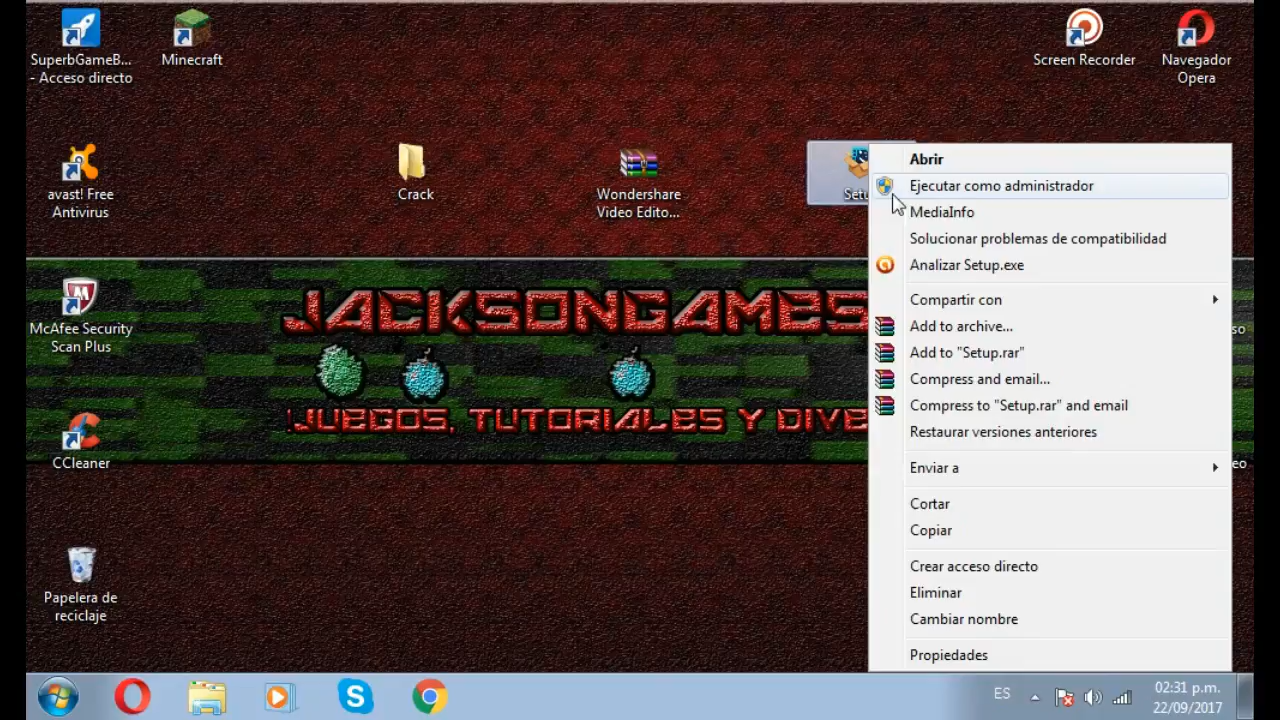 SuperbGameB...
- Acceso directo
Minecraft
Screen Recorder
Navegador
Opera
avast! Free
Antivirus
Crack
Wondershare
Video Edito...
Setu
Abrir
Ejecutar como administrador
MediaInfo
Solucionar problemas de compatibilidad
Analizar Setup.exe
Compartir con
Add to archive...
Add to "Setup.rar"
Compress and email...
Compress to "Setup.rar" and email
Restaurar versiones anteriores
Enviar a
Cortar
Copiar
Crear acceso directo
Eliminar
Cambiar nombre
Propiedades
McAfee Security
Scan Plus
JACKSONGAMES
!JUEGOS, TUTORIALES Y DIVE
so
eo
CCleaner
Papelera de
reciclaje
ES
02:31 p.m.
22/09/2017